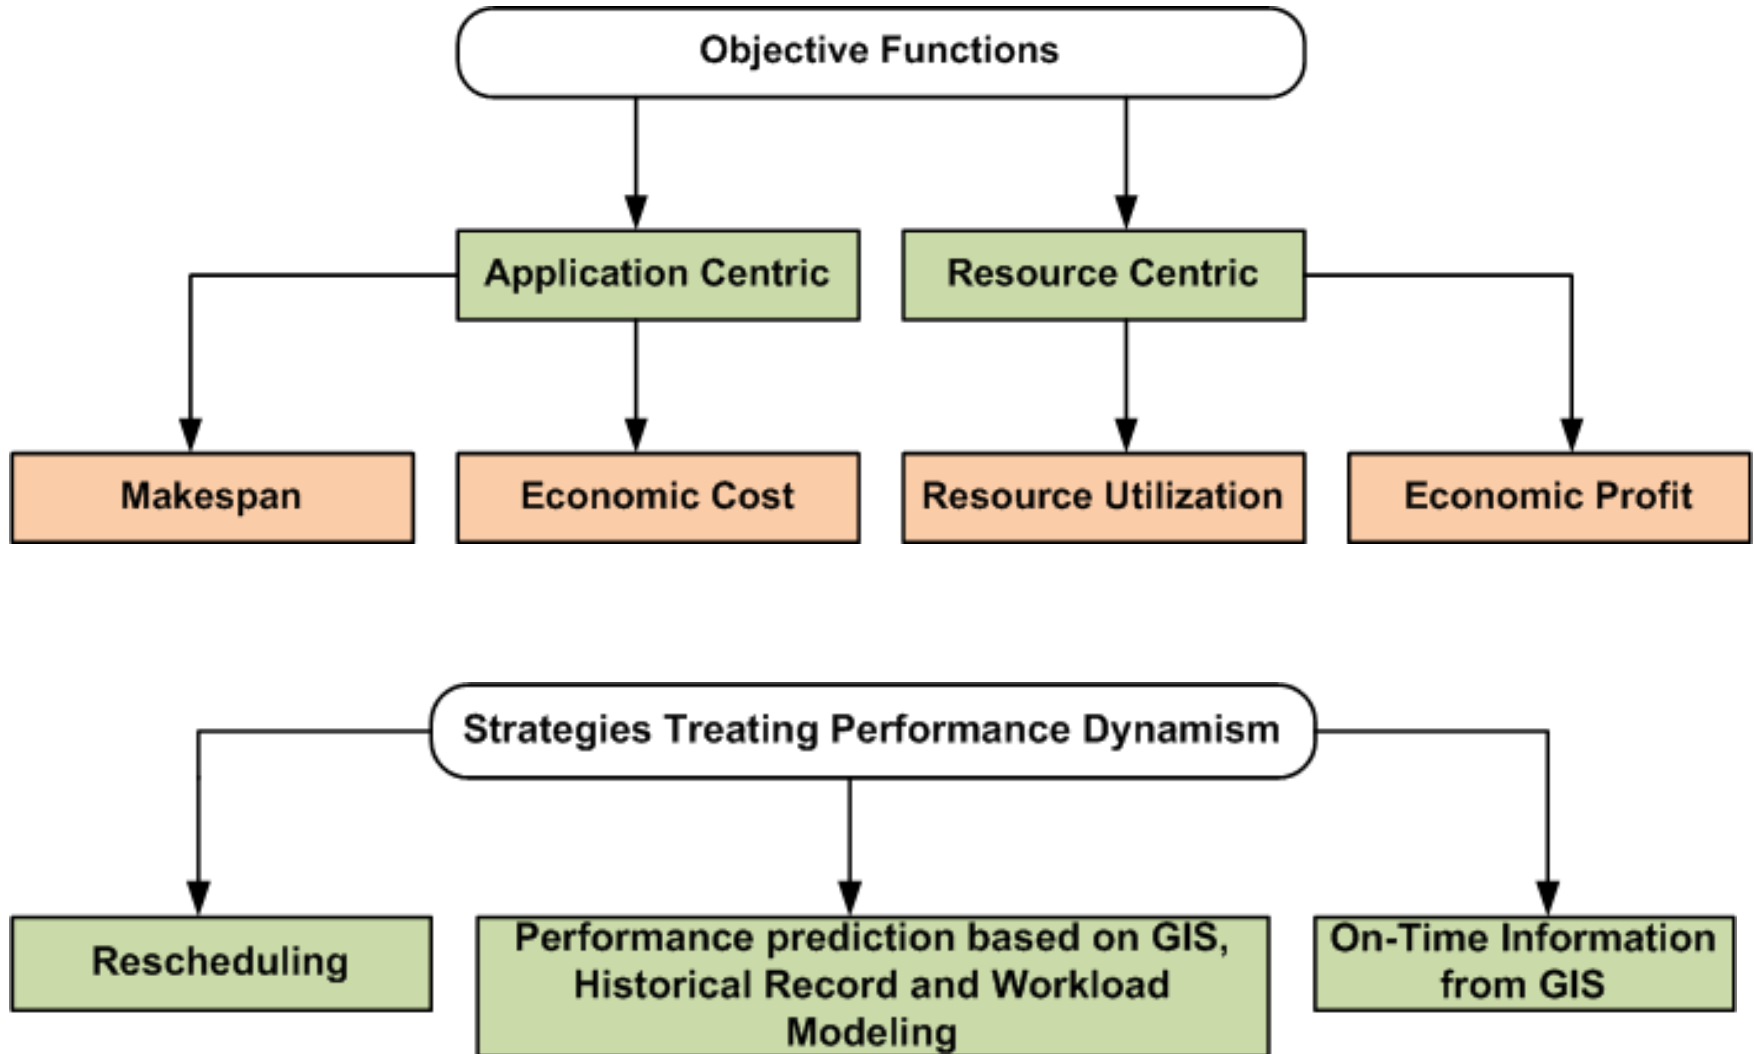 Objective Functions
Application Centric
Resource Centric
Makespan
Economic Cost
Resource Utilization
Economic Profit
Strategies Treating Performance Dynamism
Rescheduling
Performance prediction based on GIS,
Historical Record and Workload
Modeling
On-Time Information
from GIS